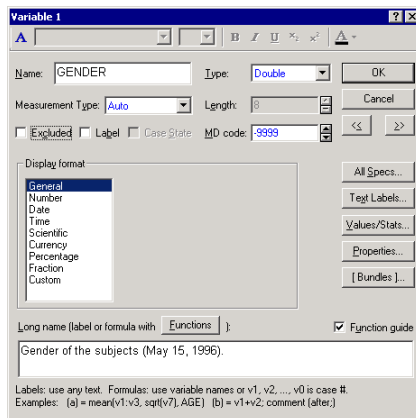 Variable 1
A B I U x₂ x² A
Name: GENDER Type: Double OK
Measurement Type: Auto Length: 8 Cancel
Excluded Label Case State MD code: -9999 << >>
Display format
General
Number
Date
Time
Scientific
Currency
Percentage
Fraction
Custom
All Specs...
Text Labels...
Values/Stats...
Properties...
[ Bundles ]...
Long name (label or formula with Functions ): Function guide
Gender of the subjects (May 15, 1996).
Labels: use any text. Formulas: use variable names or v1, v2, ..., v0 is case #.
Examples: (a) = mean(v1:v3, sqrt(v7), AGE) (b) = v1+v2; comment (after;)